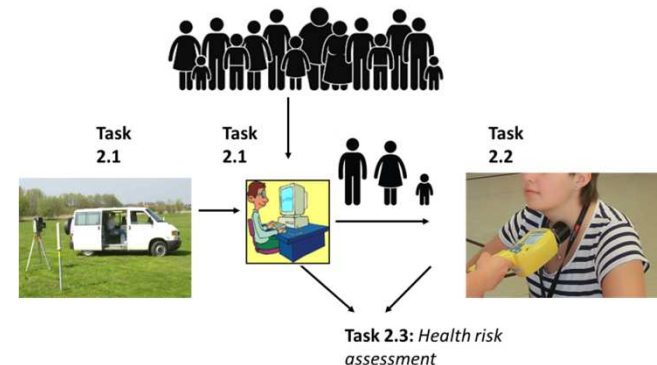 Task
2.1
Task
2.1
Task
2.2
Task 2.3: Health risk
assessment